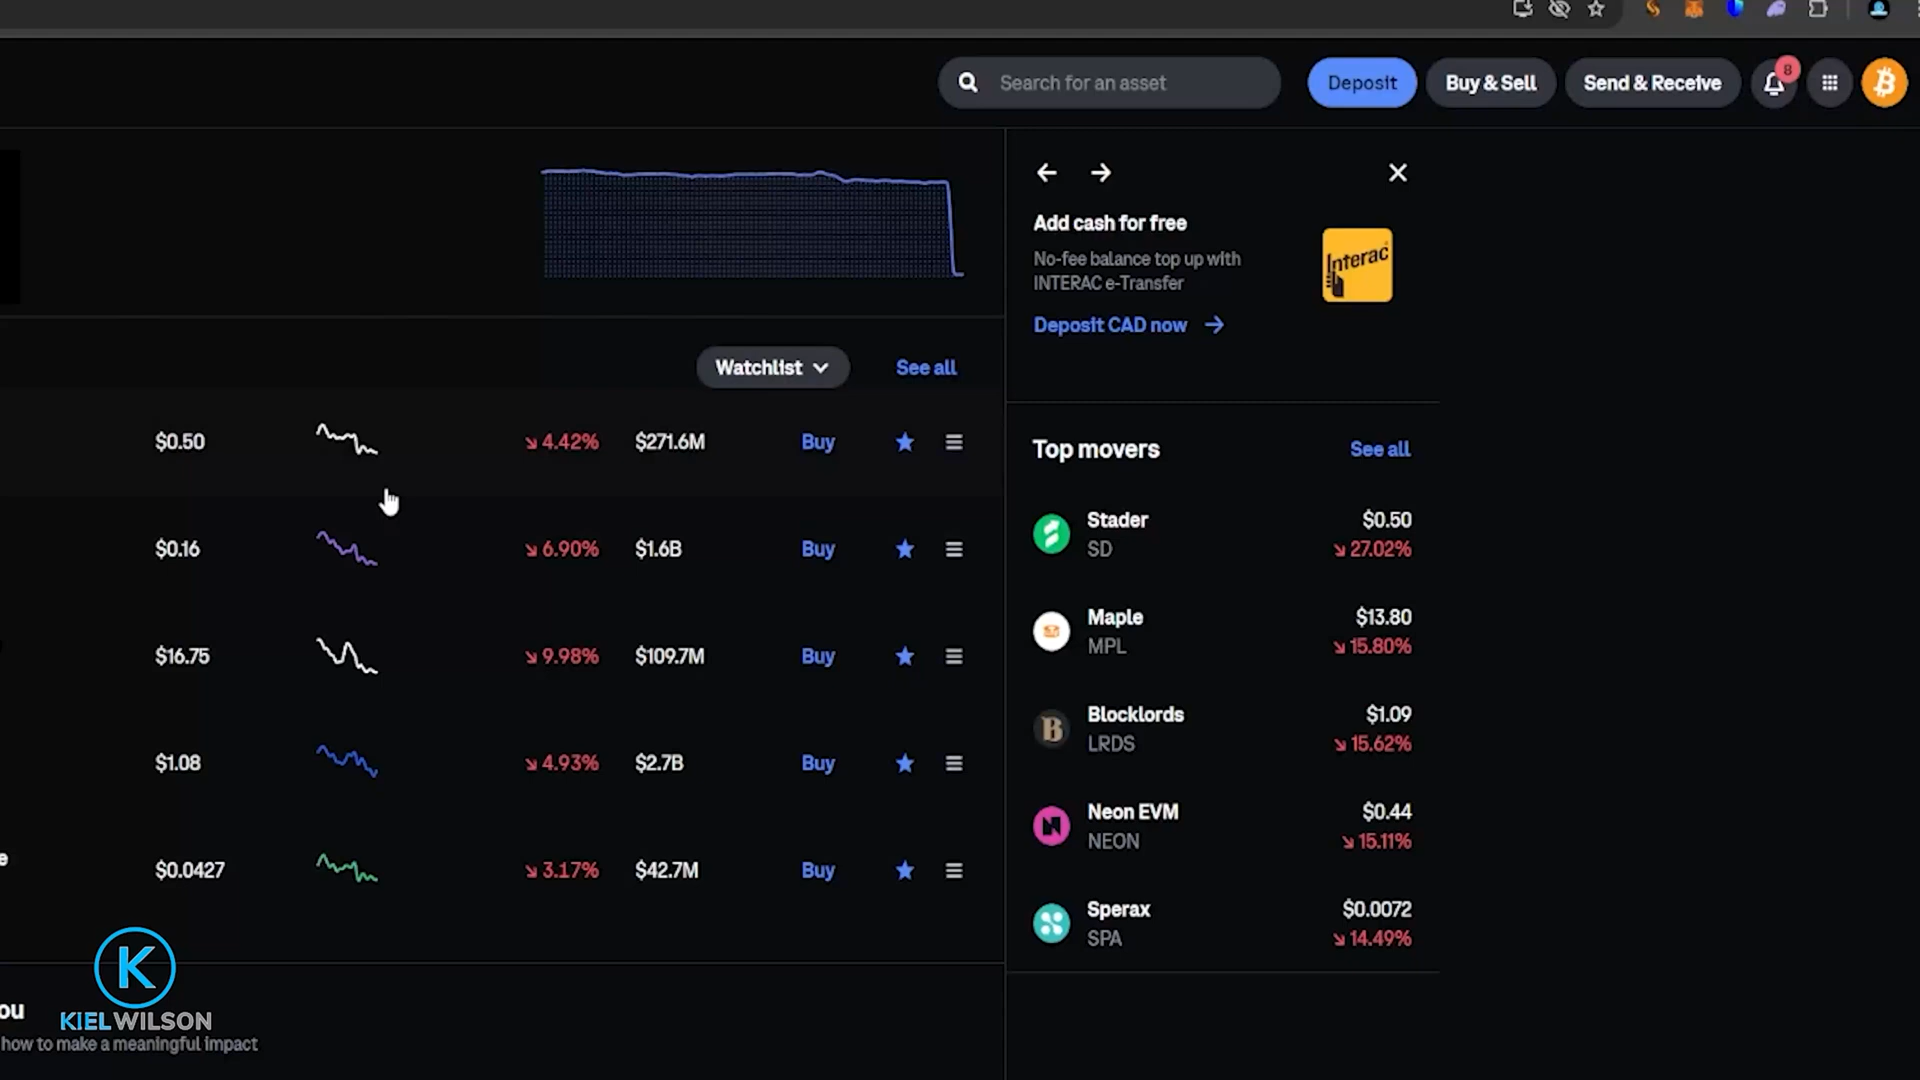 Search for an asset
Deposit
Buy & Sell
Send & Receive
8
Add cash for free
No-fee balance top up with
INTERAC e-Transfer
Interac
Deposit CAD now
Watchlist
See all
$0.50 4.42% $271.6M Buy
$0.16 6.90% $1.6B Buy
$16.75 9.98% $109.7M Buy
$1.08 4.93% $2.7B Buy
e
$0.0427 3.17% $42.7M Buy
Top movers See all
Stader $0.50
SD 27.02%
Maple $13.80
MPL 15.80%
Blocklords $1.09
LRDS 15.62%
Neon EVM $0.44
NEON 15.11%
Sperax $0.0072
SPA 14.49%
K
KIELWILSON
ou
how to make a meaningful impact